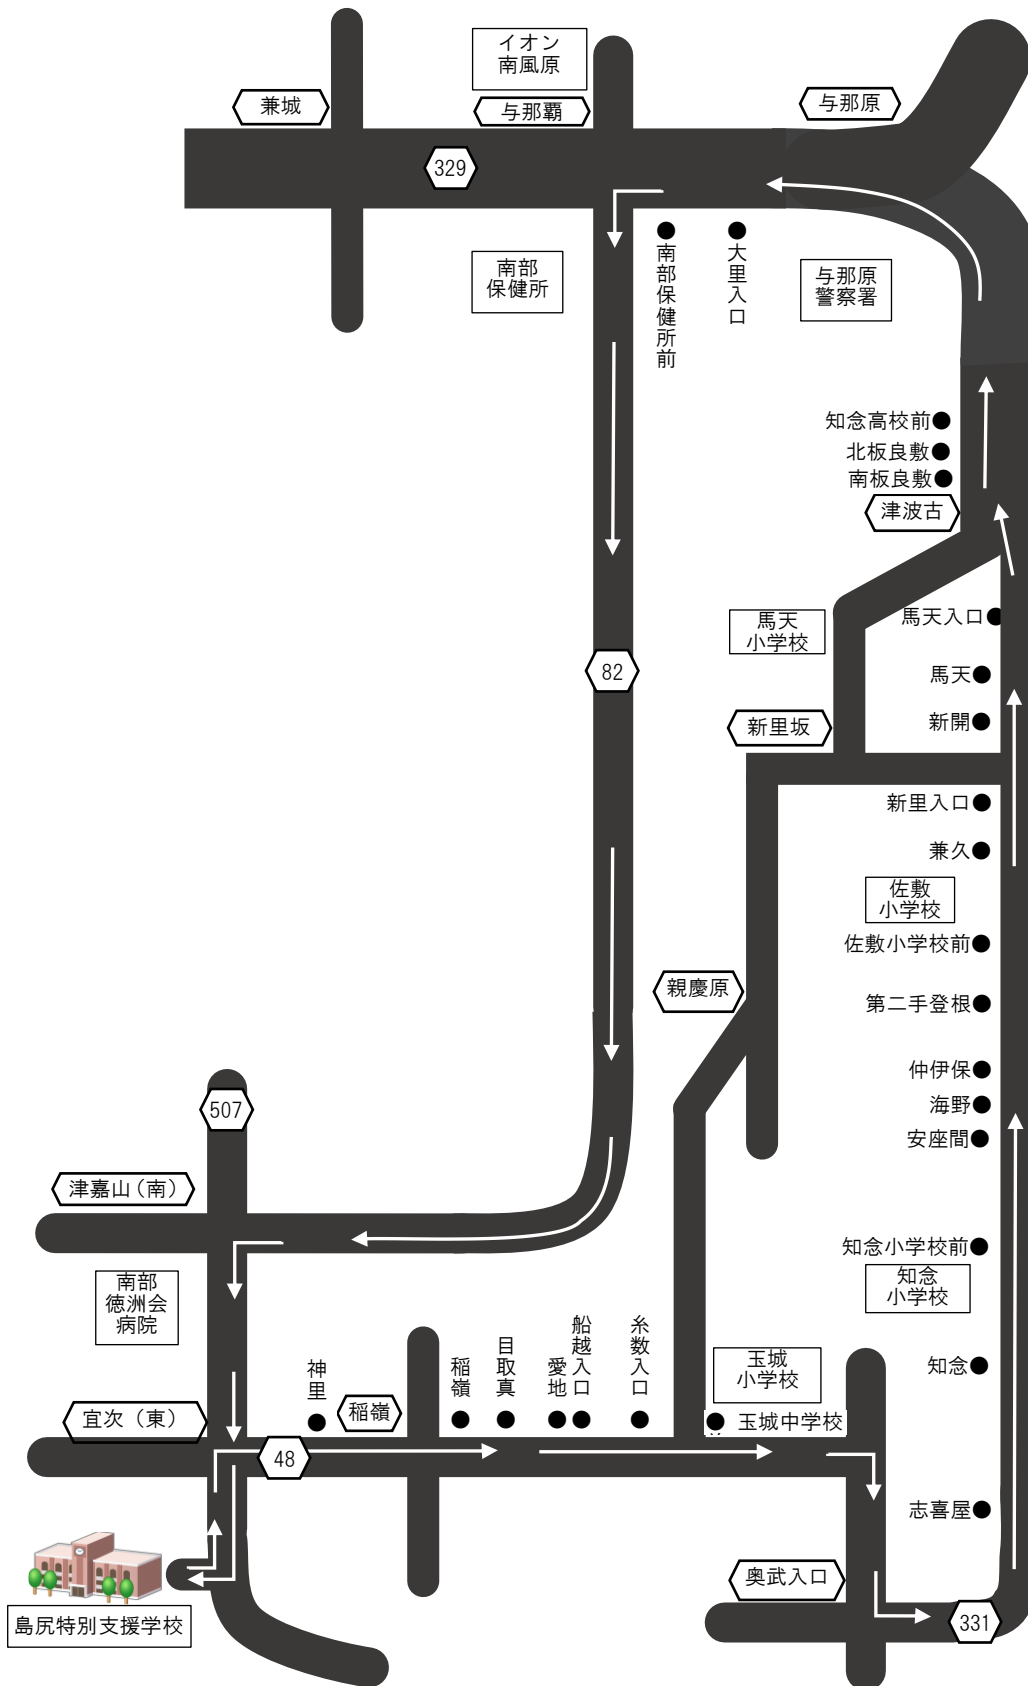 イオン
南風原
兼城
与那覇
与那原
329
南部
保健所
南部保健所前
大里入口
与那原
警察署
知念高校前
北板良敷
南板良敷
津波古
馬天
小学校
馬天入口
82
馬天
新里坂
新開
新里入口
兼久
佐敷
小学校
佐敷小学校前
親慶原
第二手登根
仲伊保
海野
安座間
507
津嘉山（南）
知念小学校前
知念
小学校
南部
徳洲会
病院
神里
稲嶺
稲嶺
目取真
愛地
船越入口
糸数入口
玉城
小学校
知念
宜次（東）
玉城中学校
48
志喜屋
奥武入口
島尻特別支援学校
331